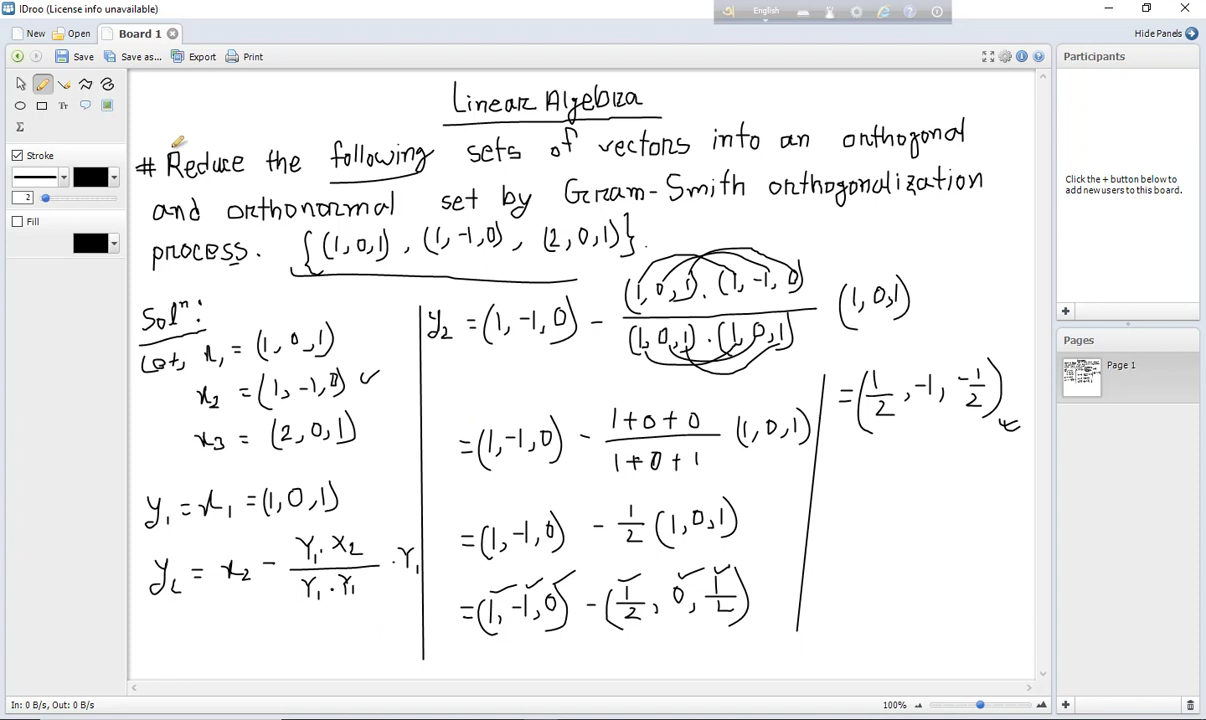 IDroo (License info unavailable)
English
New Open Board 1
Hide Panels
Save Save as... Export Print
Participants
Stroke
2
Fill
Click the + button below to
add new users to this board.
Pages
Page 1
Linear Algebra
# Reduce the following sets of vectors into an orthogonal
and orthonormal set by Gram-Smith orthogonalization
process. {(1, 0, 1), (1, -1, 0), (2, 0, 1)}.
Solⁿ:
Let, x₁ = (1, 0, 1)
x₂ = (1, -1, 0) ✓
x₃ = (2, 0, 1)
y₁ = x₁ = (1, 0, 1)
y₂ = x₂ - (Y₁ . X₂)/(Y₁ . Y₁) . Y₁
y₂ = (1, -1, 0) - ((1, 0, 1) . (1, -1, 0))/((1, 0, 1) . (1, 0, 1)) (1, 0, 1)
= (1, -1, 0) - (1+0+0)/(1+0+1) (1, 0, 1)
= (1, -1, 0) - 1/2 (1, 0, 1)
= (1, -1, 0) - (1/2, 0, 1/2)
= (1/2, -1, -1/2)
In: 0 B/s, Out: 0 B/s
100%